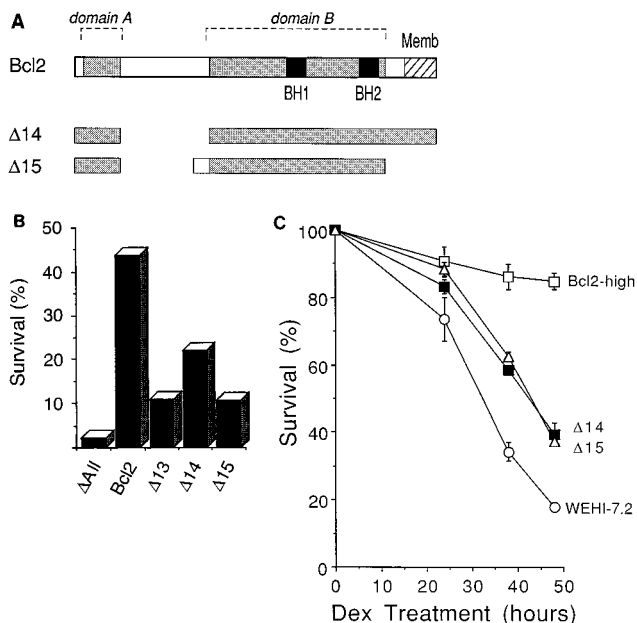 A
domain A
domain B
Memb
Bcl2
BH1
BH2
Δ14
Δ15
B
Survival (%)
50
40
30
20
10
ΔAll
Bcl2
Δ13
Δ14
Δ15
C
Survival (%)
100
80
60
40
20
0
0
10
20
30
40
50
Dex Treatment (hours)
Bcl2-high
Δ14
Δ15
WEHI-7.2